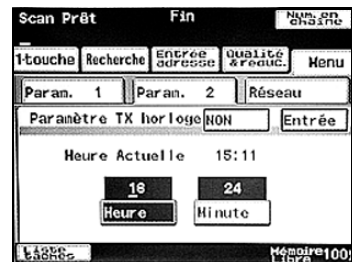 Scan Prêt Fin Num.en chaîne
1-touche Recherche Entrée adresse Qualité &réduc. Menu
Param. 1 Param. 2 Réseau
Paramètre TX horloge NON Entrée
Heure Actuelle 15:11
18 24
Heure Minute
Liste tâches Mémoire Libre 100